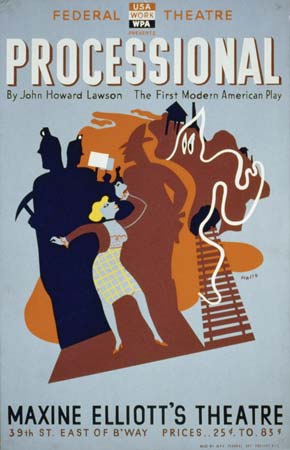 FEDERAL USA WORK WPA THEATRE
PRESENTS
PROCESSIONAL
By John Howard Lawson The First Modern American Play
MAXINE ELLIOTT'S THEATRE
39th ST. EAST OF B'WAY PRICES..25¢ TO 83¢